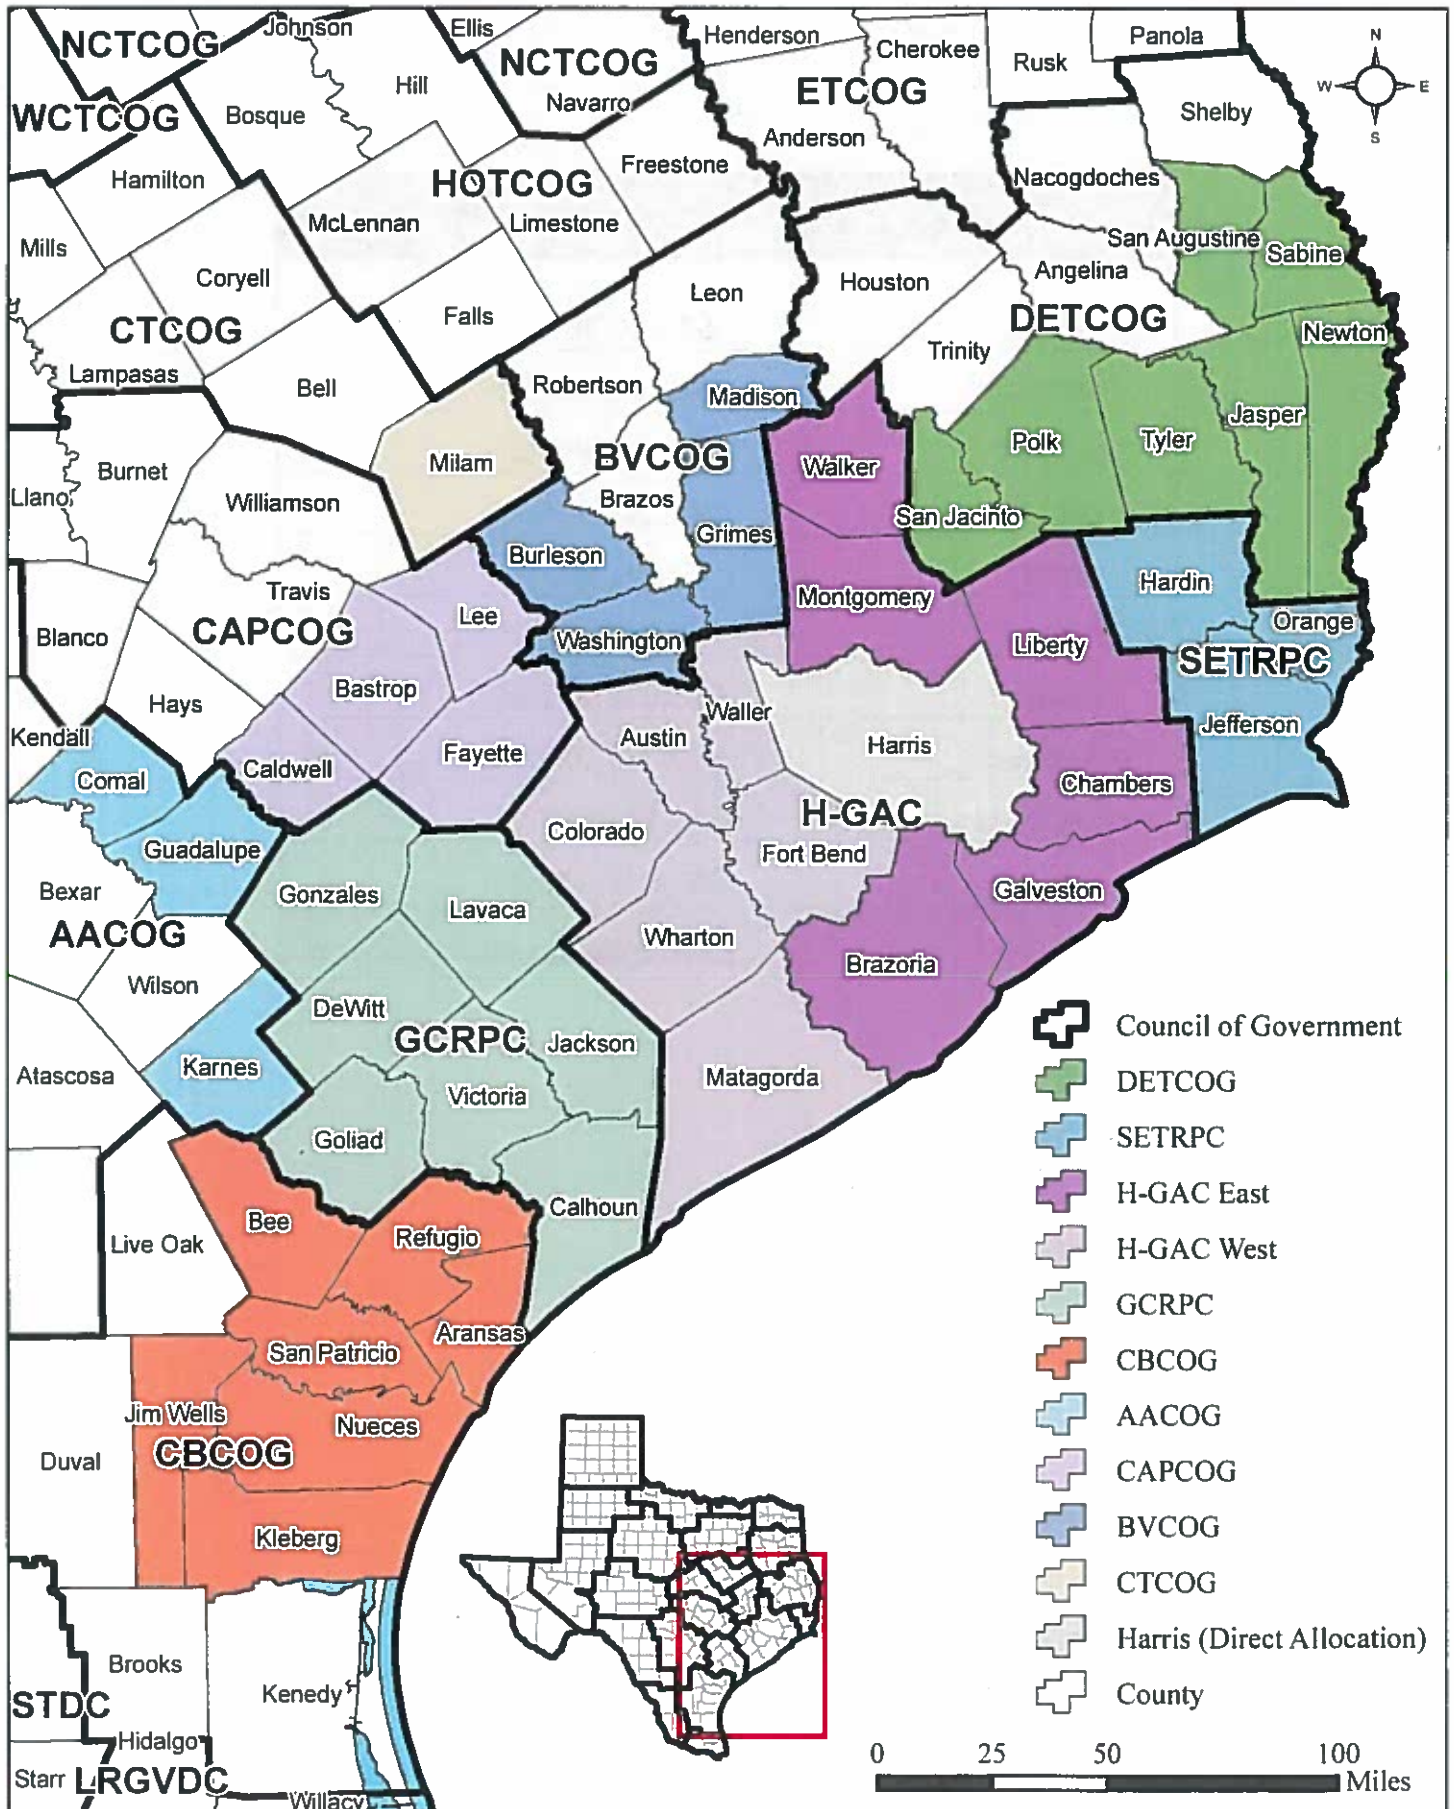 Johnson
Ellis
Henderson
Panola
N
NCTCOG
NCTCOG
Cherokee
Rusk
Hill
ETCOG
W
E
Navarro
WCTCOG
Bosque
Shelby
S
Anderson
Freestone
Hamilton
HOTCOG
Nacogdoches
McLennan
Limestone
San Augustine
Sabine
Mills
Coryell
Angelina
Houston
Leon
Falls
DETCOG
CTCOG
Newton
Trinity
Lampasas
Bell
Robertson
Madison
Jasper
Polk
Tyler
BVCOG
Milam
Walker
Burnet
Llano
Williamson
Brazos
San Jacinto
Grimes
Burleson
Hardin
Travis
Montgomery
Lee
Orange
Blanco
CAPCOG
Washington
Liberty
SETRPC
Bastrop
Hays
Waller
Jefferson
Kendall
Austin
Harris
Fayette
Comal
Caldwell
Chambers
H-GAC
Colorado
Guadalupe
Fort Bend
Bexar
Gonzales
Galveston
Lavaca
AACOG
Wharton
Brazoria
Wilson
DeWitt
GCRPC
Jackson
Council of Government
Karnes
Atascosa
Matagorda
DETCOG
Victoria
Goliad
SETRPC
H-GAC East
Calhoun
Bee
Refugio
Live Oak
H-GAC West
GCRPC
Aransas
San Patricio
CBCOG
Jim Wells
Nueces
AACOG
CBCOG
Duval
CAPCOG
BVCOG
Kleberg
CTCOG
Harris (Direct Allocation)
Brooks
Kenedy
County
STDC
Hidalgo
0 25 50 100
Starr
LRGVDC
Miles
Willacy